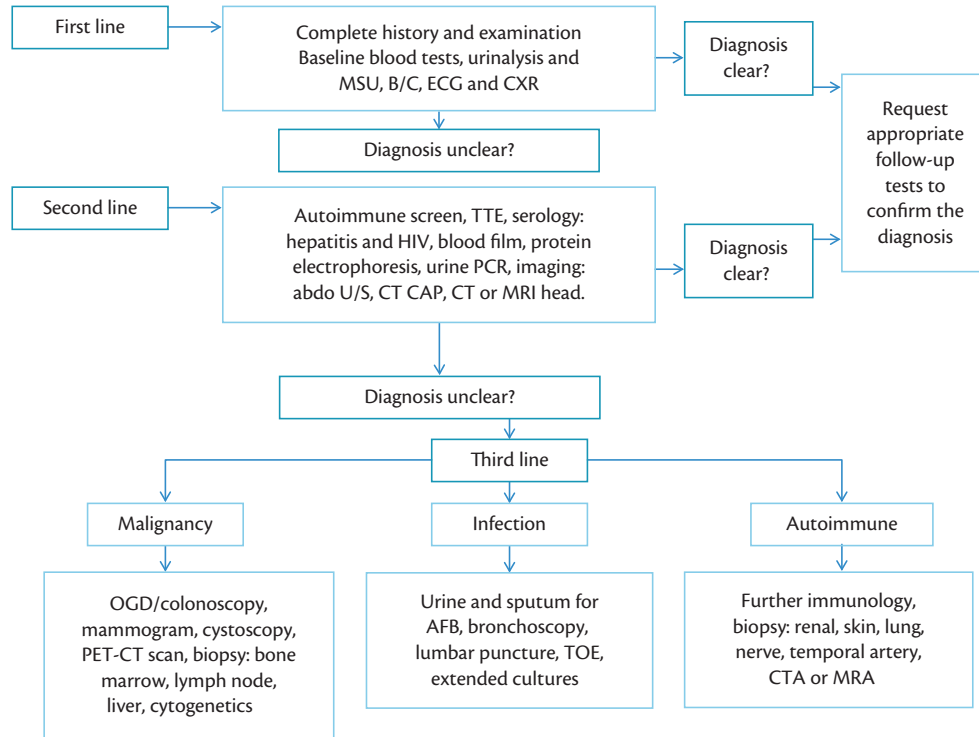 First line
Complete history and examination
Baseline blood tests, urinalysis and
MSU, B/C, ECG and CXR
Diagnosis
clear?
Request
appropriate
follow-up
tests to
confirm the
diagnosis
Diagnosis unclear?
Second line
Autoimmune screen, TTE, serology:
hepatitis and HIV, blood film, protein
electrophoresis, urine PCR, imaging:
abdo U/S, CT CAP, CT or MRI head.
Diagnosis
clear?
Diagnosis unclear?
Third line
Malignancy
Infection
Autoimmune
OGD/colonoscopy,
mammogram, cystoscopy,
PET-CT scan, biopsy: bone
marrow, lymph node,
liver, cytogenetics
Urine and sputum for
AFB, bronchoscopy,
lumbar puncture, TOE,
extended cultures
Further immunology,
biopsy: renal, skin, lung,
nerve, temporal artery,
CTA or MRA